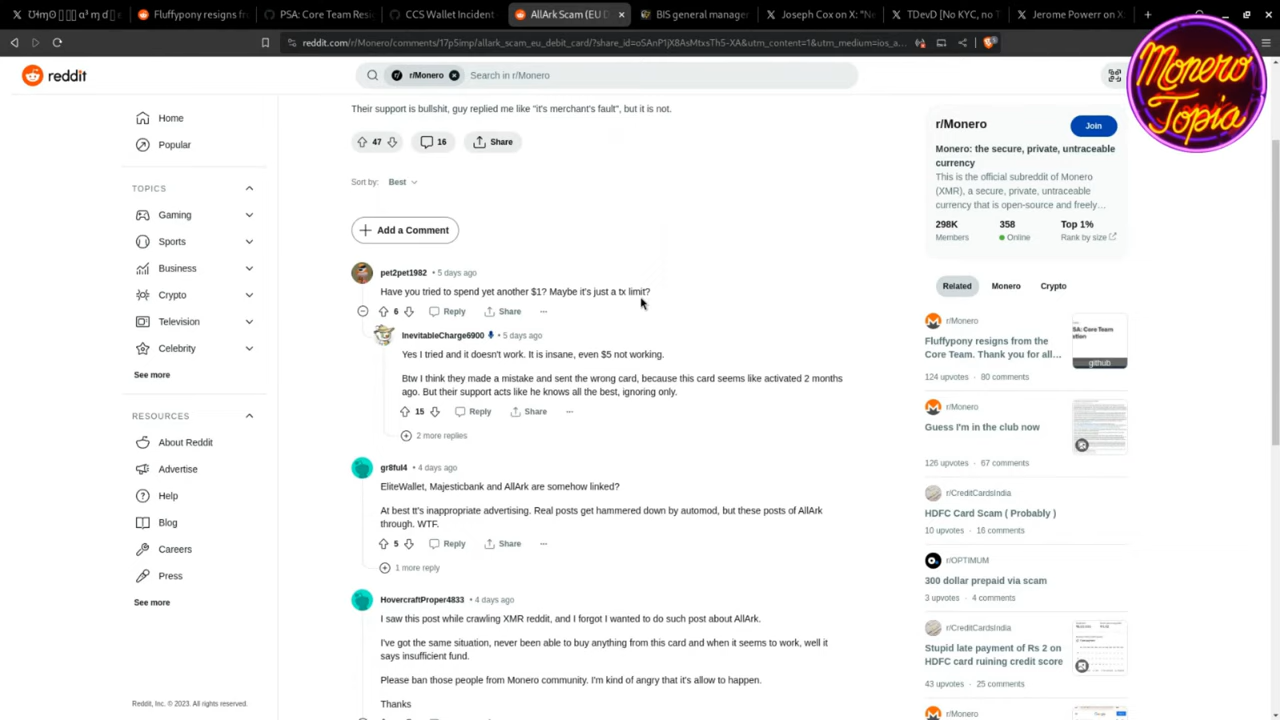 Fluffypony resigns from
PSA: Core Team Resi
CCS Wallet Incident
AllArk Scam (EU D
BIS general manager
Joseph Cox on X: "Ne
TDevD [No KYC, no T
Jerome Powerr on X
reddit.com/r/Monero/comments/17p5imp/allark_scam_eu_debit_card/?share_id=oSAnP1jX8AsMtxsTh5-XA&utm_content=1&utm_medium=ios_a...
reddit
r/Monero
Search in r/Monero
Monero
Topia
Their support is bullshit, guy replied me like "it's merchant's fault", but it is not.
47
16
Share
Sort by:
Best
Add a Comment
Home
Popular
TOPICS
Gaming
Sports
Business
Crypto
Television
Celebrity
See more
RESOURCES
About Reddit
Advertise
Help
Blog
Careers
Press
See more
Reddit, Inc. © 2023. All rights reserved.
pet2pet1982 • 5 days ago
Have you tried to spend yet another $1? Maybe it's just a tx limit?
6
Reply
Share
...
InevitableCharge6900 • 5 days ago
Yes I tried and it doesn't work. It is insane, even $5 not working.
Btw I think they made a mistake and sent the wrong card, because this card seems like activated 2 months
ago. But their support acts like he knows all the best, ignoring only.
15
Reply
Share
...
2 more replies
gr8ful4 • 4 days ago
EliteWallet, Majesticbank and AllArk are somehow linked?
At best tt's inappropriate advertising. Real posts get hammered down by automod, but these posts of AllArk
through. WTF.
5
Reply
Share
...
1 more reply
HovercraftProper4833 • 4 days ago
I saw this post while crawling XMR reddit, and I forgot I wanted to do such post about AllArk.
I've got the same situation, never been able to buy anything from this card and when it seems to work, well it
says insufficient fund.
Please ban those people from Monero community. I'm kind of angry that it's allow to happen.
Thanks
r/Monero
Join
Monero: the secure, private, untraceable
currency
This is the official subreddit of Monero
(XMR), a secure, private, untraceable
currency that is open-source and freely...
298K
Members
358
Online
Top 1%
Rank by size
Related
Monero
Crypto
r/Monero
Fluffypony resigns from the
Core Team. Thank you for all...
124 upvotes • 80 comments
github
r/Monero
Guess I'm in the club now
126 upvotes • 67 comments
r/CreditCardsIndia
HDFC Card Scam ( Probably )
10 upvotes • 16 comments
r/OPTIMUM
300 dollar prepaid via scam
3 upvotes • 4 comments
r/CreditCardsIndia
Stupid late payment of Rs 2 on
HDFC card ruining credit score
43 upvotes • 25 comments
r/Monero